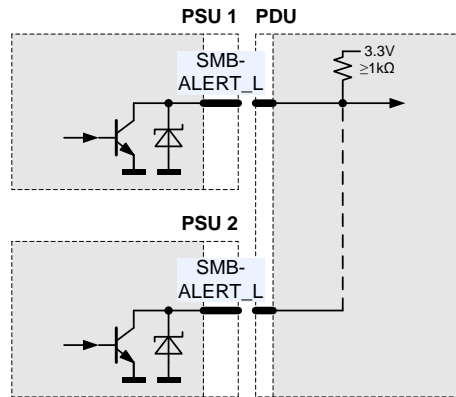 PSU 1 PDU
SMB-
ALERT_L
3.3V
≥1kΩ
PSU 2
SMB-
ALERT_L